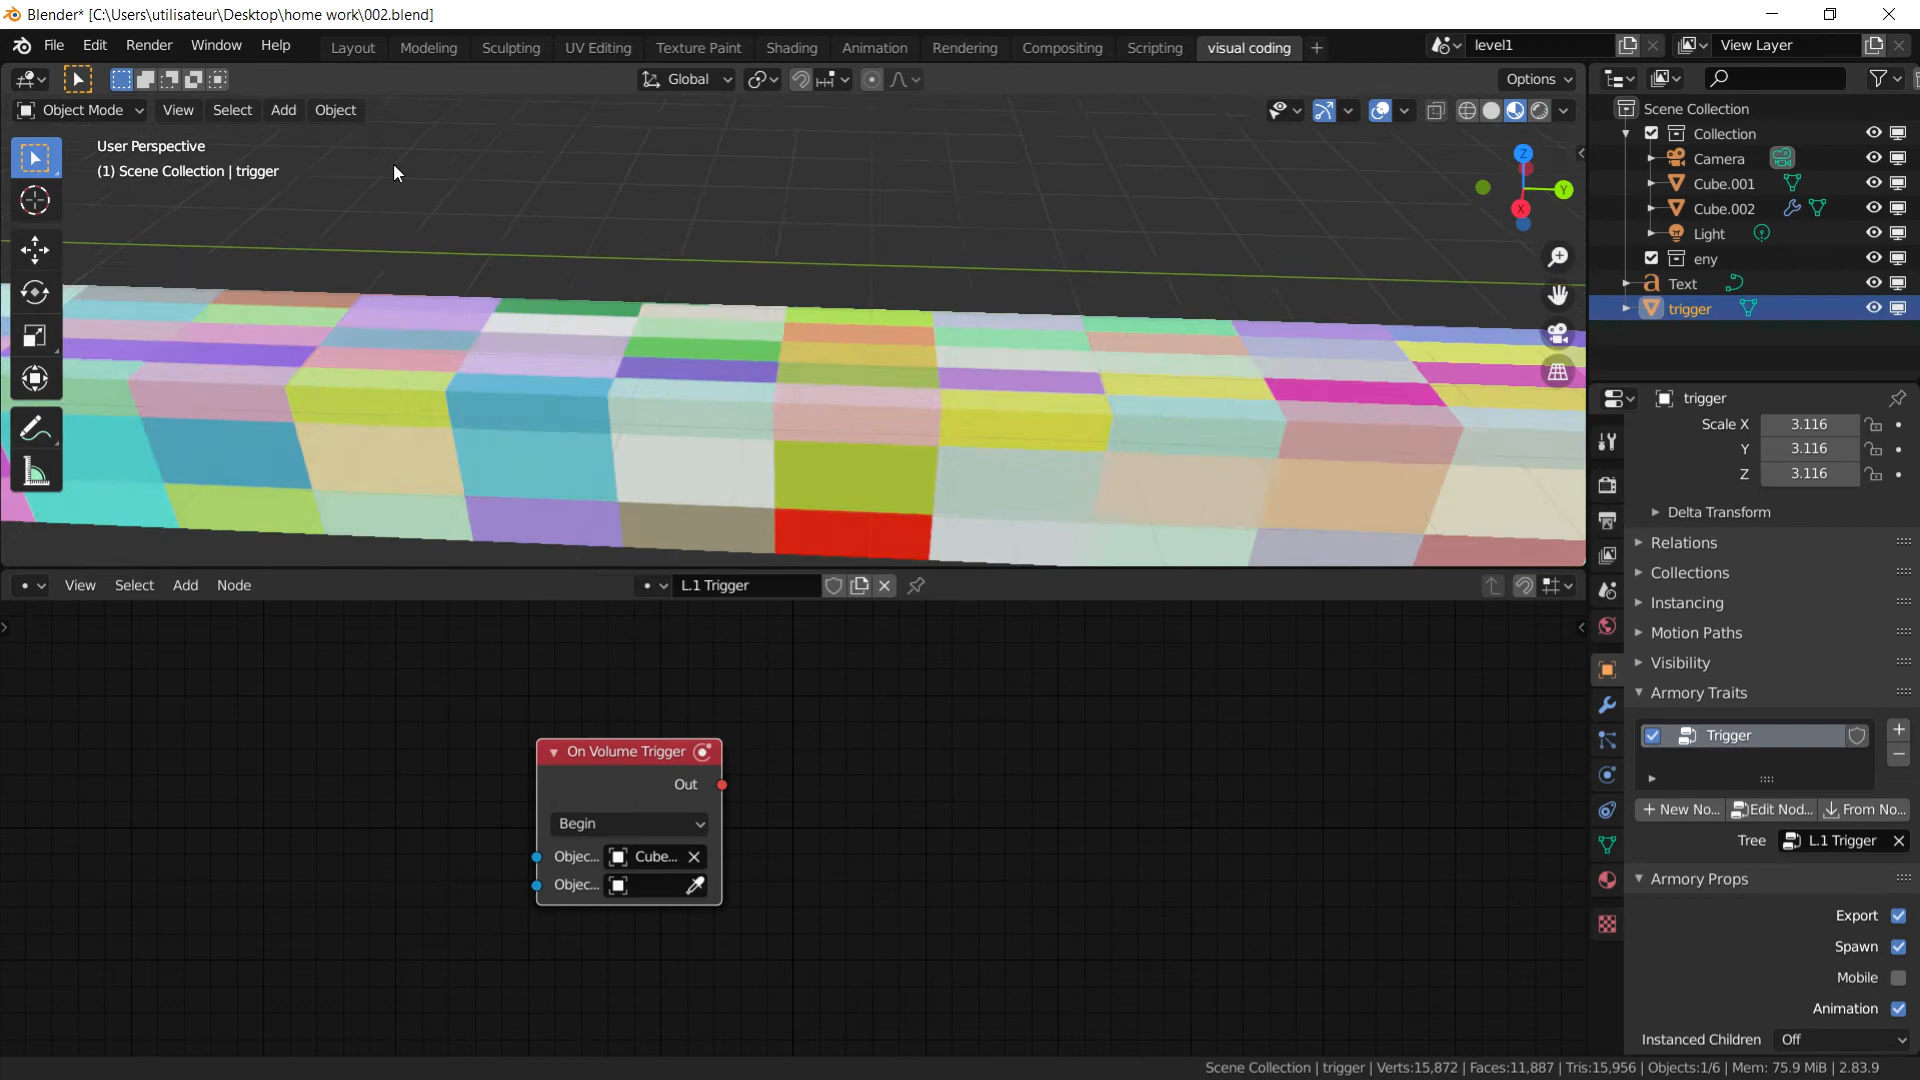 Blender* [C:\Users\utilisateur\Desktop\home work\002.blend]
File Edit Render Window Help
Layout Modeling Sculpting UV Editing Texture Paint Shading Animation Rendering Compositing Scripting visual coding
level1
View Layer
Global
Options
Object Mode View Select Add Object
User Perspective
(1) Scene Collection | trigger
Z
Y
X
Scene Collection
Collection
Camera
Cube.001
Cube.002
Light
eny
Text
trigger
trigger
Scale X 3.116
Y 3.116
Z 3.116
Delta Transform
Relations
Collections
Instancing
Motion Paths
Visibility
Armory Traits
Trigger
New No... Edit Nod... From No...
Tree L.1 Trigger
Armory Props
Export
Spawn
Mobile
Animation
Instanced Children Off
View Select Add Node
L.1 Trigger
On Volume Trigger
Out
Begin
Objec... Cube...
Objec...
Scene Collection | trigger | Verts:15,872 | Faces:11,887 | Tris:15,956 | Objects:1/6 | Mem: 75.9 MiB | 2.83.9